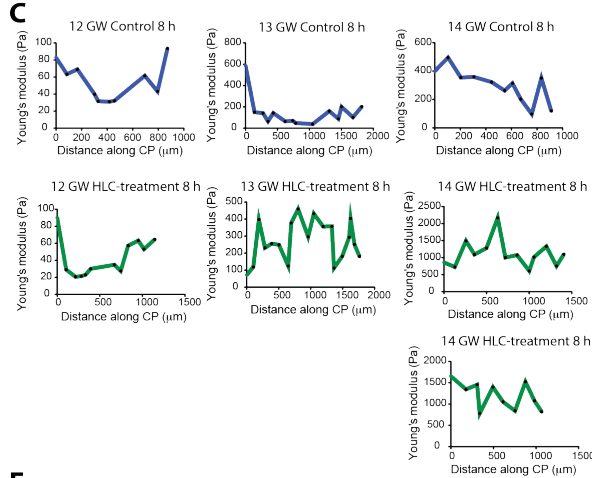 C
12 GW Control 8 h
Young's modulus (Pa)
100
80
60
40
20
0
0 200 400 600 800 1000
Distance along CP (μm)
13 GW Control 8 h
Young's modulus (Pa)
800
600
400
200
0
0 500 1000 1500 2000
Distance along CP (μm)
14 GW Control 8 h
Young's modulus (Pa)
600
400
200
0
0 200 400 600 800 1000
Distance along CP (μm)
12 GW HLC-treatment 8 h
Young's modulus (Pa)
100
80
60
40
20
0
0 500 1000 1500
Distance along CP (μm)
13 GW HLC-treatment 8 h
Young's modulus (Pa)
500
400
300
200
100
0
0 500 1000 1500 2000
Distance along CP (μm)
14 GW HLC-treatment 8 h
Young's modulus (Pa)
2500
2000
1500
1000
500
0
0 500 1000 1500
Distance along CP (μm)
14 GW HLC-treatment 8 h
Young's modulus (Pa)
2000
1500
1000
500
0
0 500 1000 1500
Distance along CP (μm)